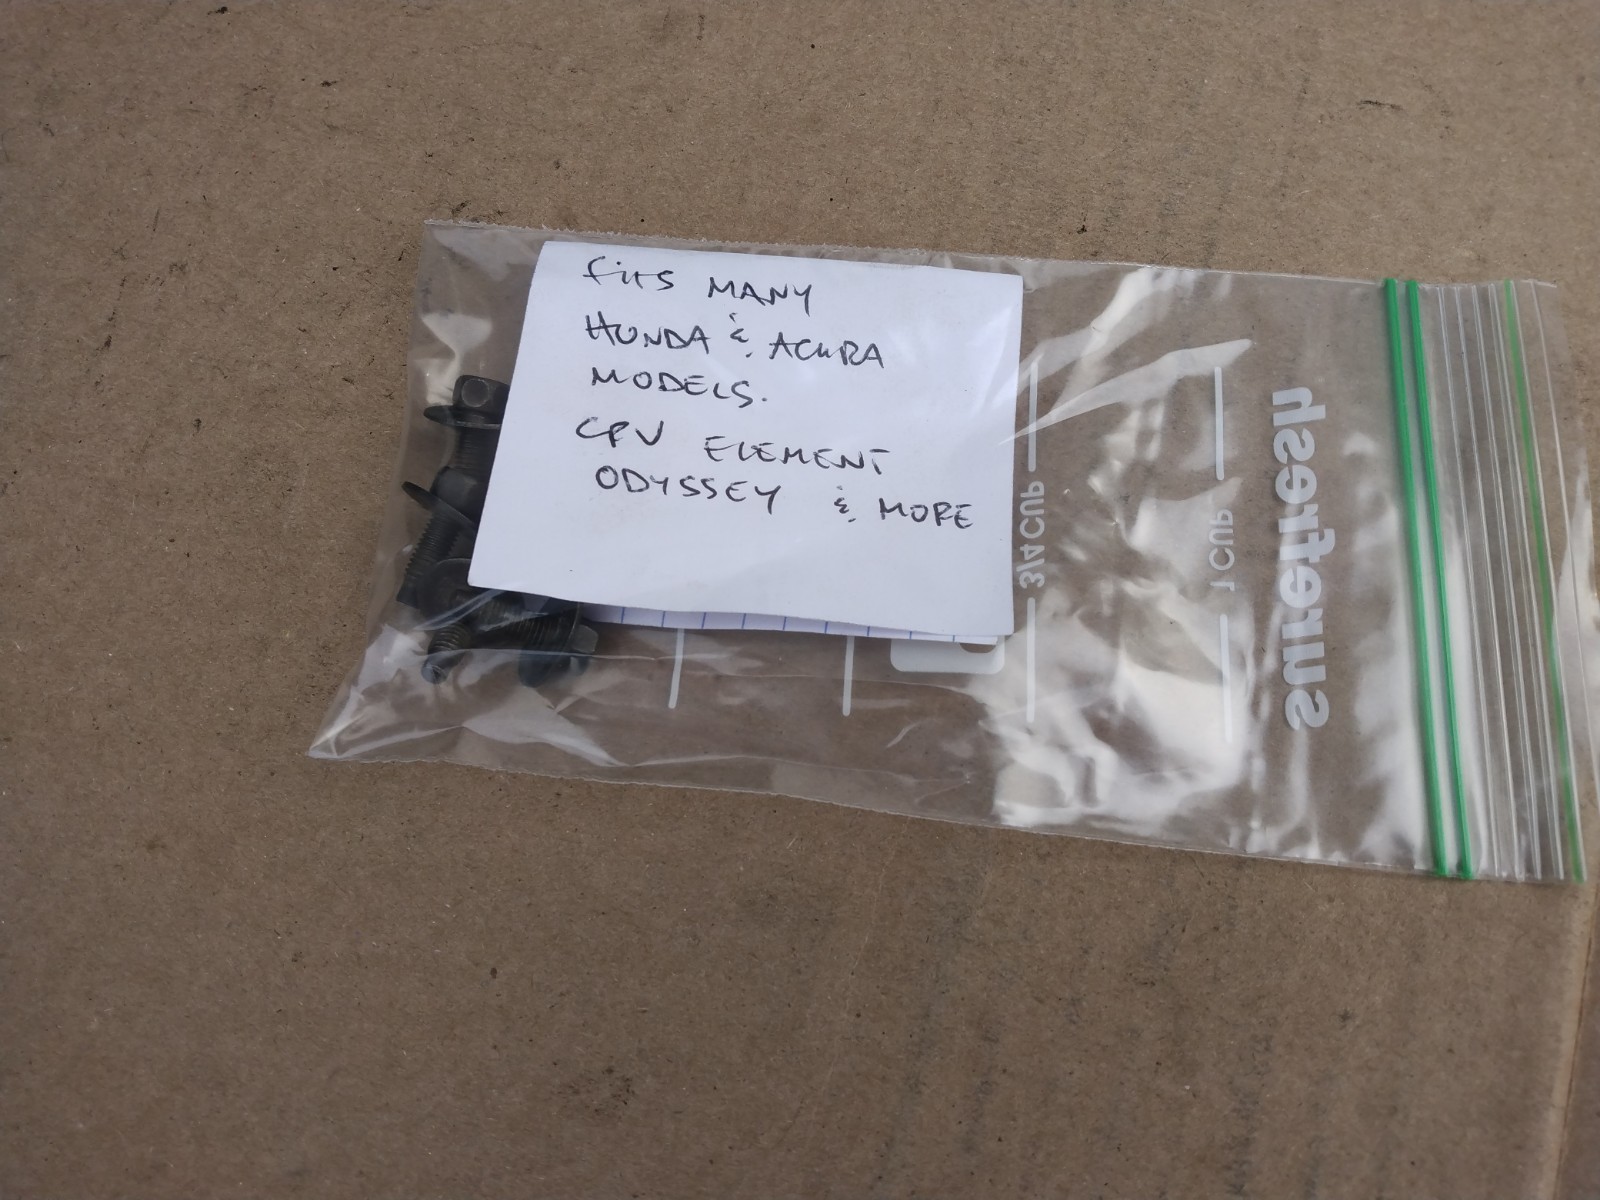 fits MANY
HONDA & ACURA
MODELS.
CRV ELEMENT
ODYSSEY & MORE
3/4 CUP
1 CUP
surefresh